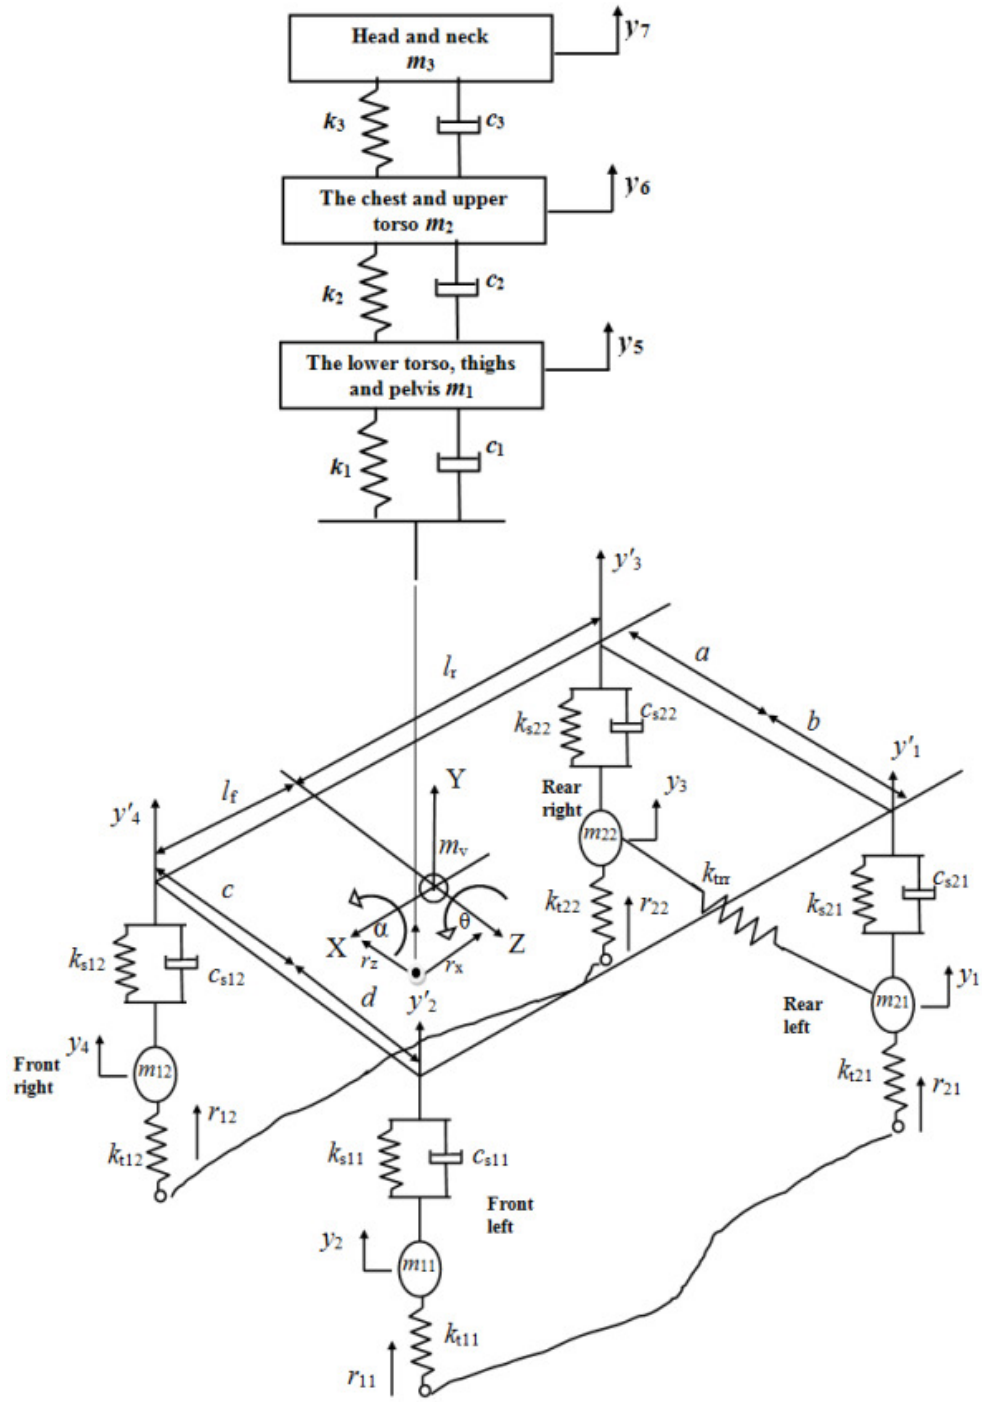 Head and neck
m3
y7
k3
c3
The chest and upper
torso m2
y6
k2
c2
The lower torso, thighs
and pelvis m1
y5
k1
c1
y'3
lr
a
b
ks22
cs22
y'1
lf
Y
Rear
right
y3
y'4
mv
m22
ktrr
ks21
cs21
c
α
θ
kt22
r22
X
rz
rx
Z
ks12
cs12
d
y'2
Rear
left
m21
y1
y4
Front
right
m12
kt21
r21
r12
kt12
ks11
cs11
Front
left
y2
m11
kt11
r11